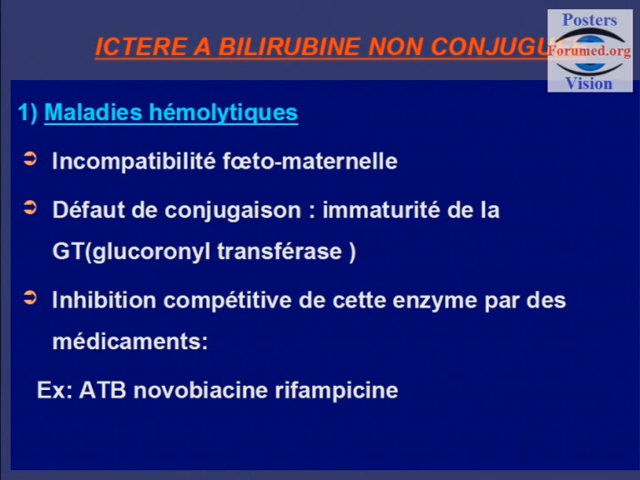 ICTERE A BILIRUBINE NON CONJUGU
Posters
Forumed.org
Vision
1) Maladies hémolytiques
Incompatibilité fœto-maternelle
Défaut de conjugaison : immaturité de la
GT(glucoronyl transférase )
Inhibition compétitive de cette enzyme par des
médicaments:
Ex: ATB novobiacine rifampicine